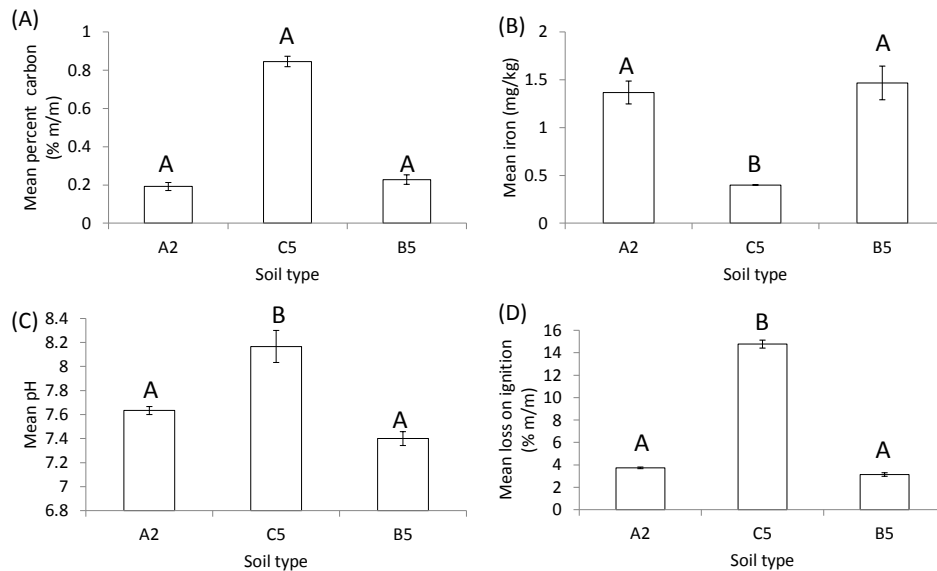 (A)
Mean percent carbon
(% m/m)
1
0.8
0.6
0.4
0.2
0
A
A
A
A2
C5
B5
Soil type
(B)
Mean iron (mg/kg)
2
1.5
1
0.5
0
A
B
A
A2
C5
B5
Soil type
(C)
Mean pH
8.4
8.2
8
7.8
7.6
7.4
7.2
7
6.8
A
B
A
A2
C5
B5
Soil type
(D)
Mean loss on ignition
(% m/m)
16
14
12
10
8
6
4
2
0
A
B
A
A2
C5
B5
Soil type